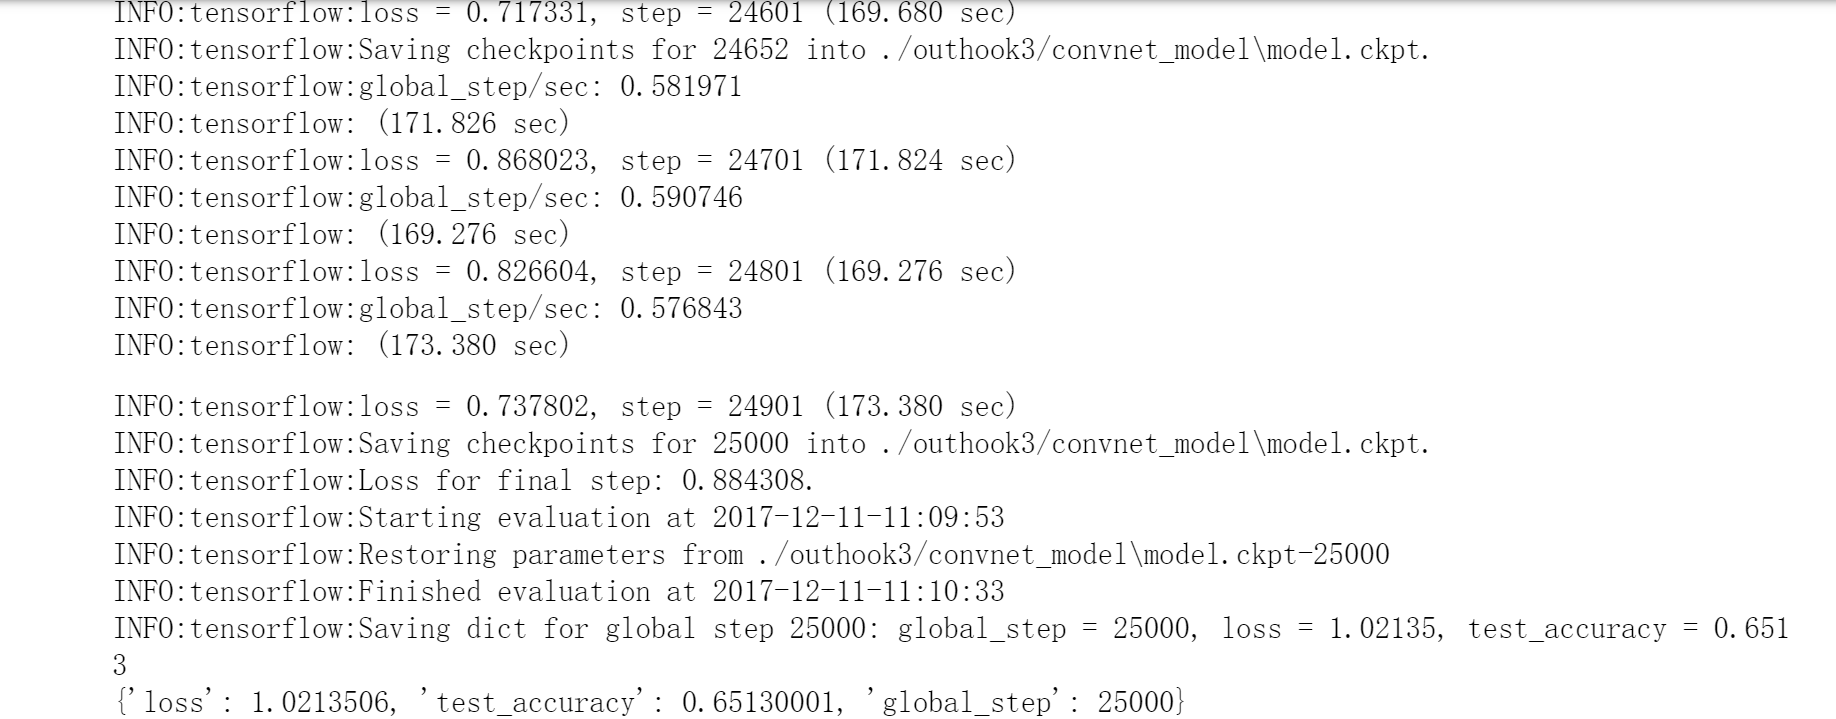 INFO:tensorflow:loss = 0.717331, step = 24601 (169.680 sec)
INFO:tensorflow:Saving checkpoints for 24652 into ./outhook3/convnet_model\model.ckpt.
INFO:tensorflow:global_step/sec: 0.581971
INFO:tensorflow: (171.826 sec)
INFO:tensorflow:loss = 0.868023, step = 24701 (171.824 sec)
INFO:tensorflow:global_step/sec: 0.590746
INFO:tensorflow: (169.276 sec)
INFO:tensorflow:loss = 0.826604, step = 24801 (169.276 sec)
INFO:tensorflow:global_step/sec: 0.576843
INFO:tensorflow: (173.380 sec)
INFO:tensorflow:loss = 0.737802, step = 24901 (173.380 sec)
INFO:tensorflow:Saving checkpoints for 25000 into ./outhook3/convnet_model\model.ckpt.
INFO:tensorflow:Loss for final step: 0.884308.
INFO:tensorflow:Starting evaluation at 2017-12-11-11:09:53
INFO:tensorflow:Restoring parameters from ./outhook3/convnet_model\model.ckpt-25000
INFO:tensorflow:Finished evaluation at 2017-12-11-11:10:33
INFO:tensorflow:Saving dict for global step 25000: global_step = 25000, loss = 1.02135, test_accuracy = 0.651
3
{'loss': 1.0213506, 'test_accuracy': 0.65130001, 'global_step': 25000}